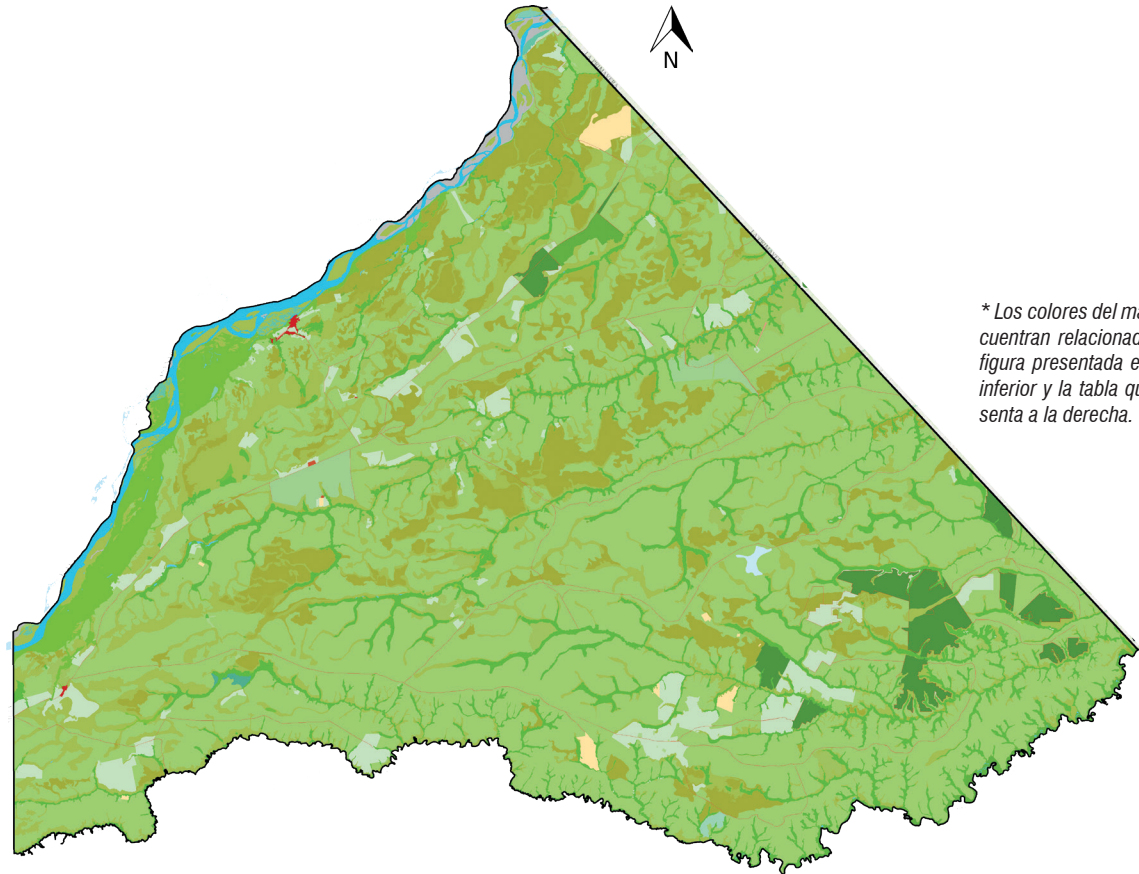 N
* Los colores del ma
cuentran relacionad
figura presentada e
inferior y la tabla qu
senta a la derecha.